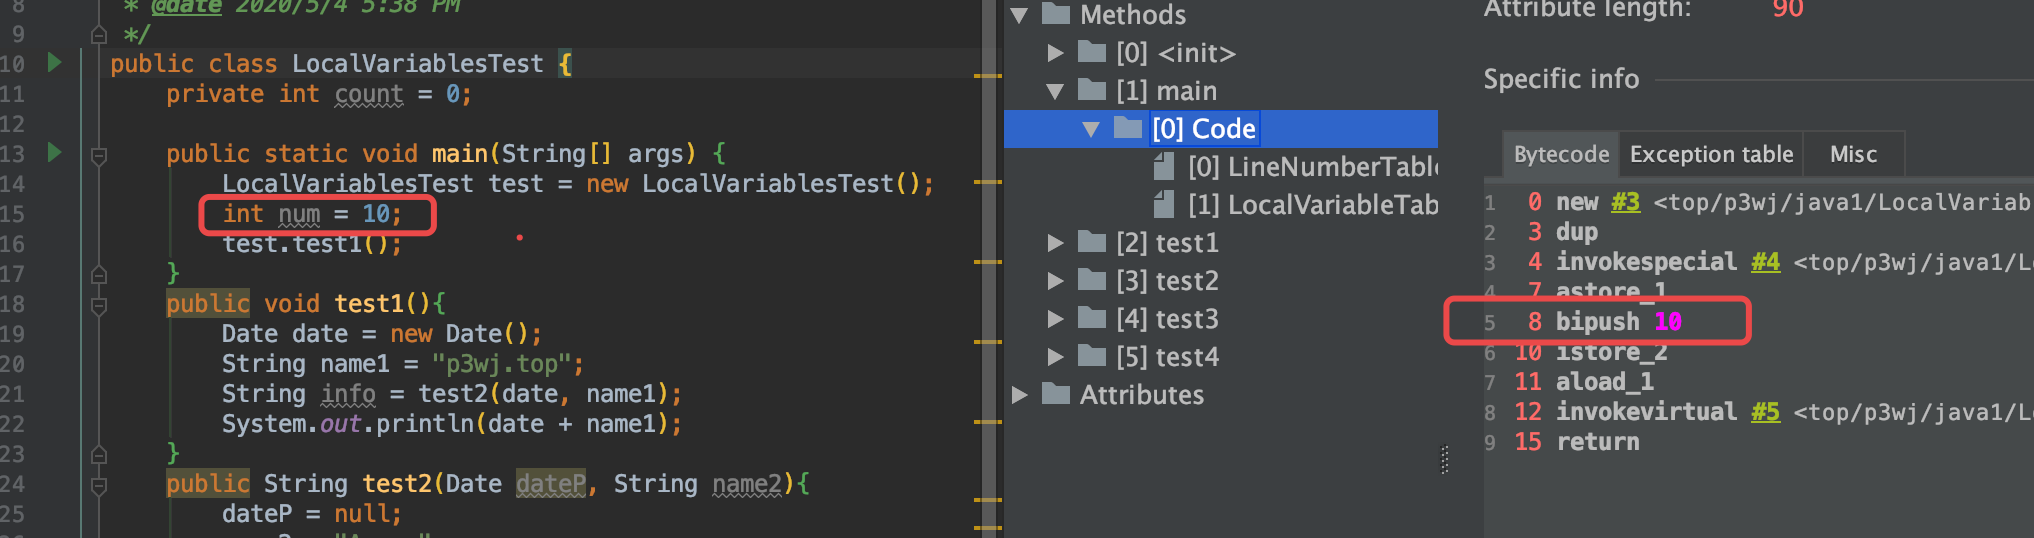 8 * @date 2020/5/4 5:38 PM
9 */
10 public class LocalVariablesTest {
11 private int count = 0;
12
13 public static void main(String[] args) {
14 LocalVariablesTest test = new LocalVariablesTest();
15 int num = 10;
16 test.test1();
17 }
18 public void test1(){
19 Date date = new Date();
20 String name1 = "p3wj.top";
21 String info = test2(date, name1);
22 System.out.println(date + name1);
23 }
24 public String test2(Date dateP, String name2){
25 dateP = null;
Methods
[0] <init>
[1] main
[0] Code
[0] LineNumberTable
[1] LocalVariableTab
[2] test1
[3] test2
[4] test3
[5] test4
Attributes
Attribute length: 90
Specific info
Bytecode Exception table Misc
1 0 new #3 <top/p3wj/java1/LocalVariab
2 3 dup
3 4 invokespecial #4 <top/p3wj/java1/Lo
4 7 astore_1
5 8 bipush 10
6 10 istore_2
7 11 aload_1
8 12 invokevirtual #5 <top/p3wj/java1/Lo
9 15 return